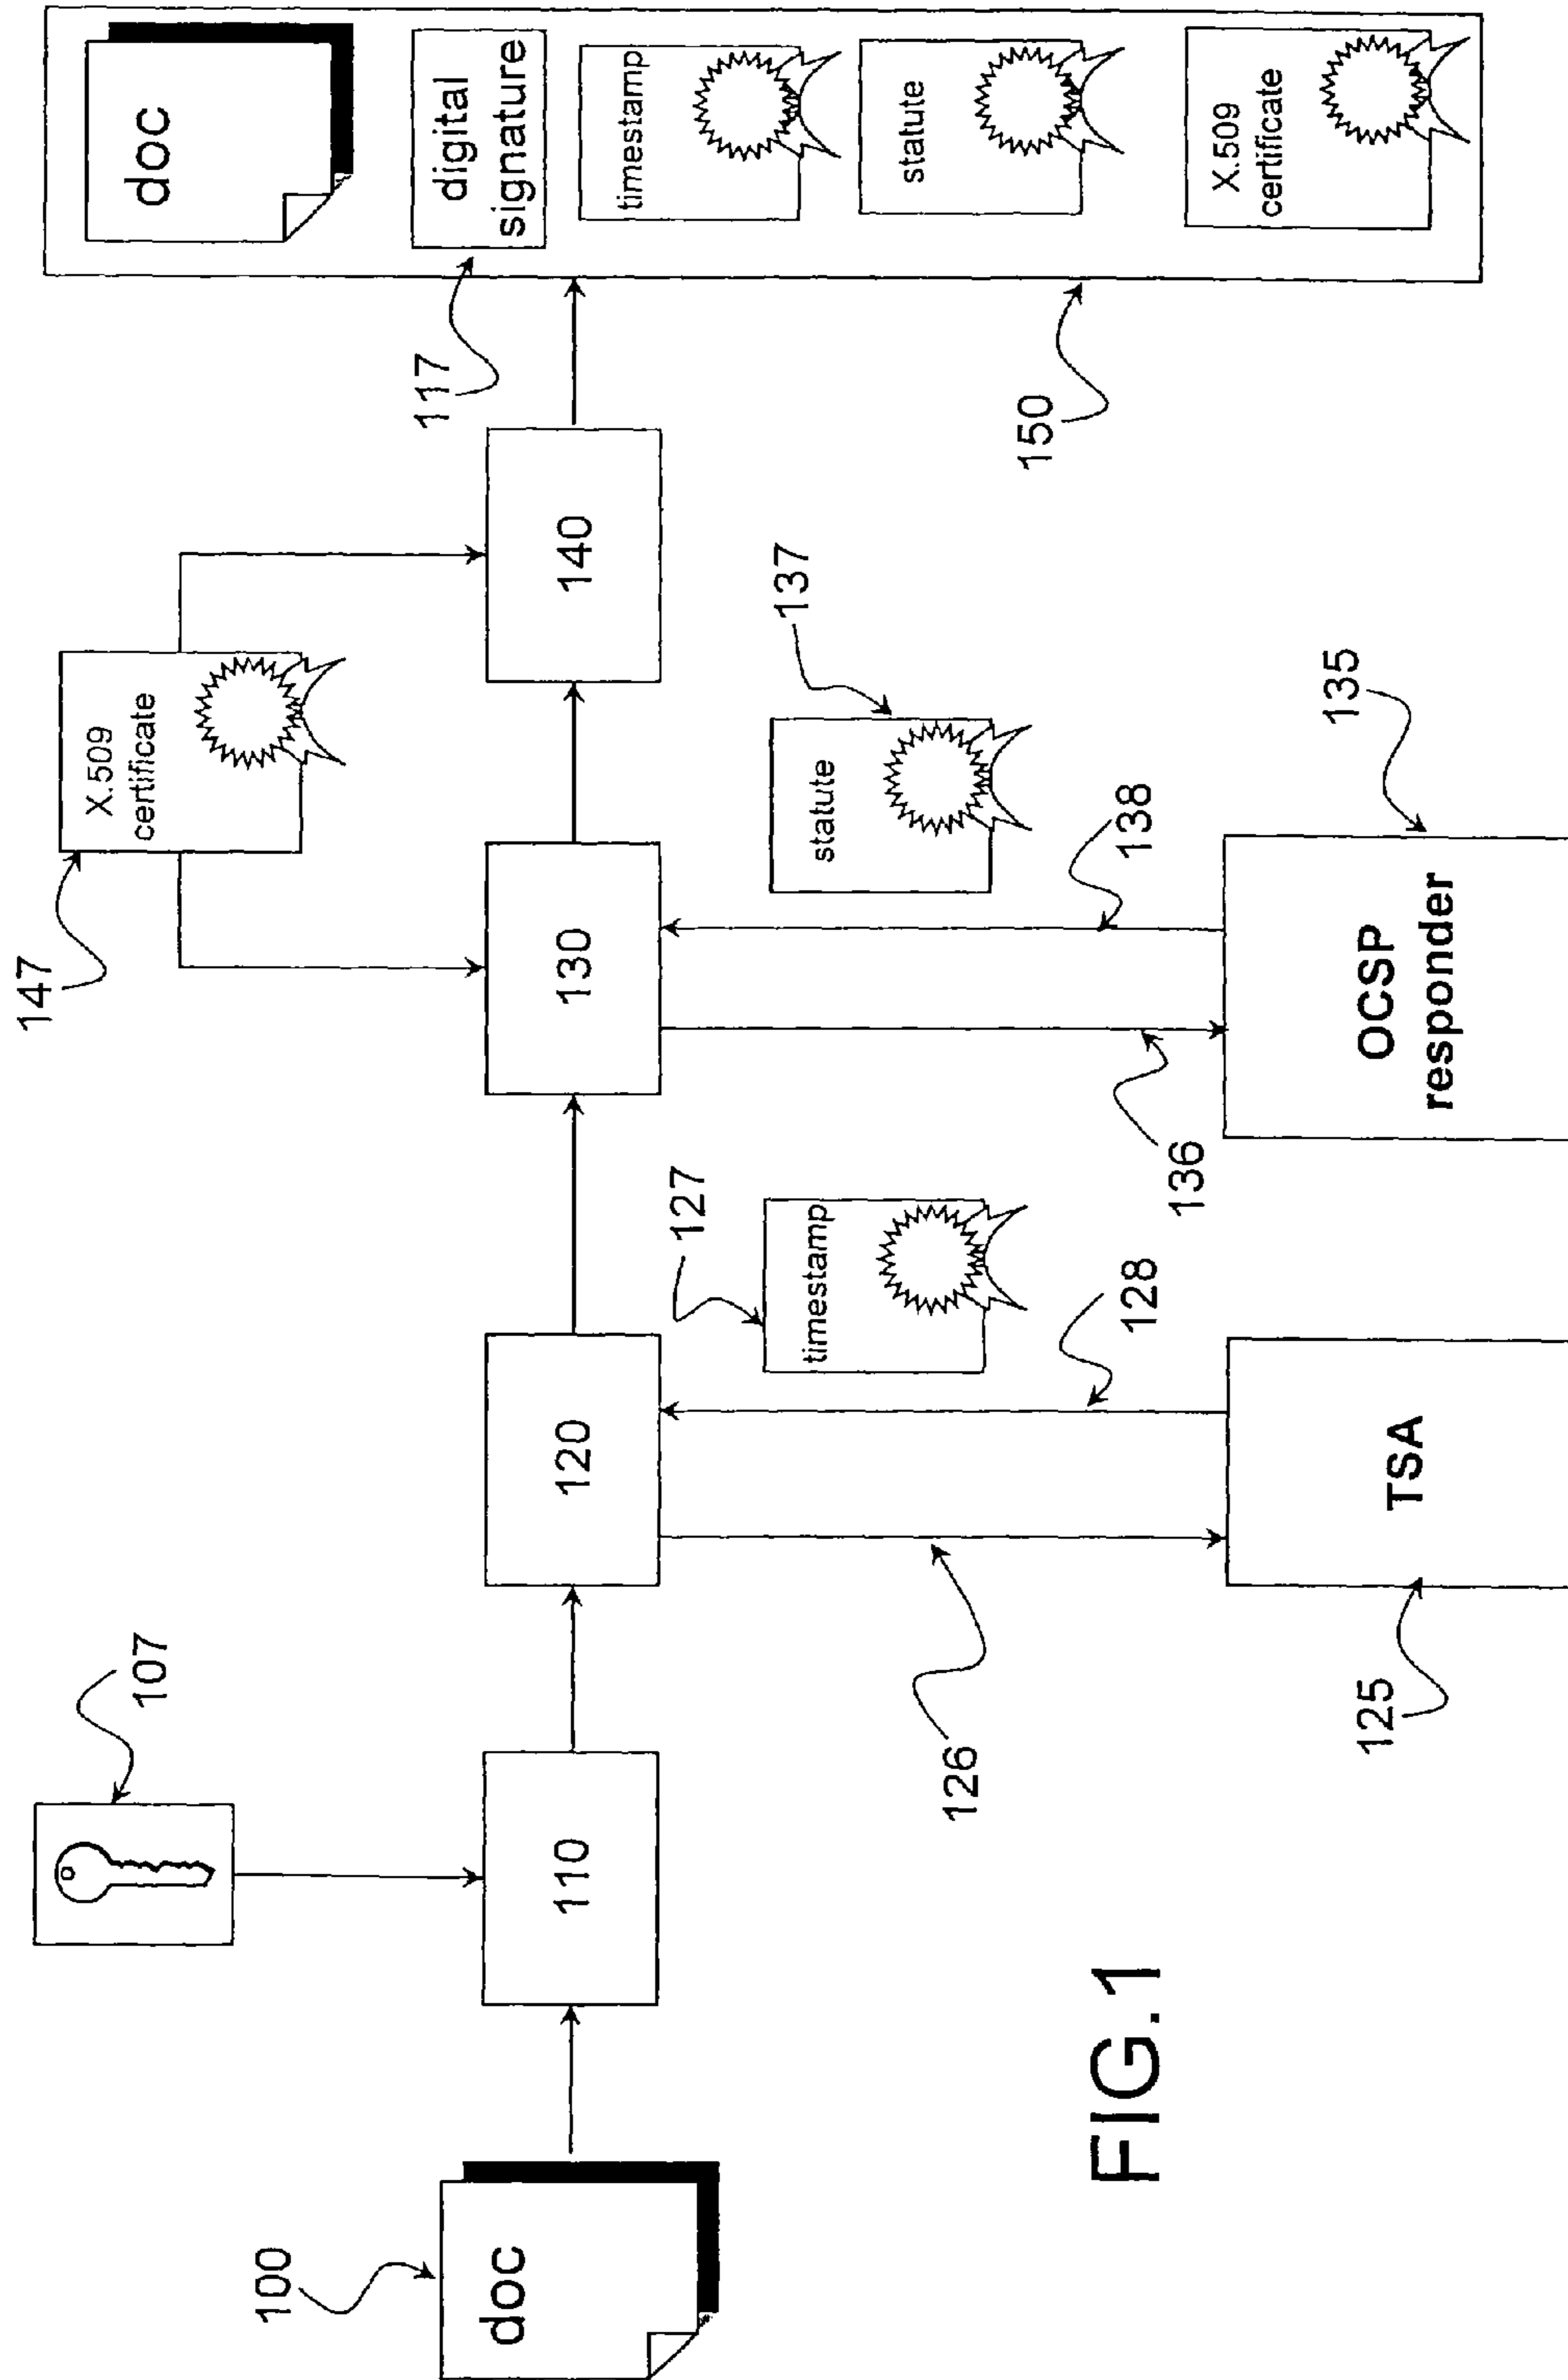 doc
100
107
110
120
126
TSA
125
128
timestamp
127
130
136
138
OCSP
responder
135
statute
137
X.509
certificate
147
140
doc
digital
signature
117
timestamp
statute
X.509
certificate
150
FIG.1